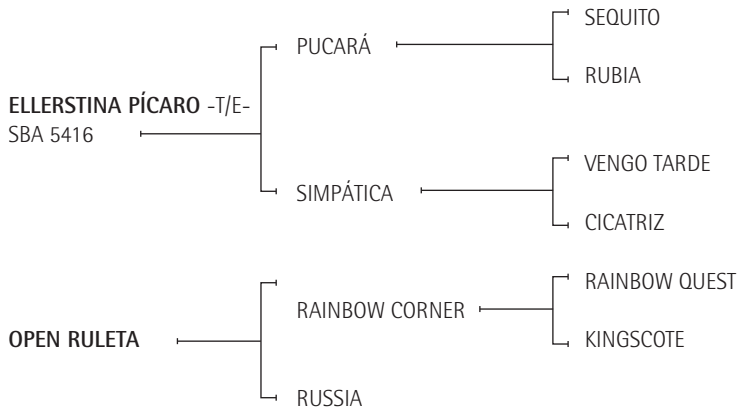 SEQUITO
PUCARÁ
RUBIA
ELLERSTINA PÍCARO -T/E-
SBA 5416
VENGO TARDE
SIMPÁTICA
CICATRIZ
RAINBOW QUEST
RAINBOW CORNER
OPEN RULETA
KINGSCOTE
RUSSIA